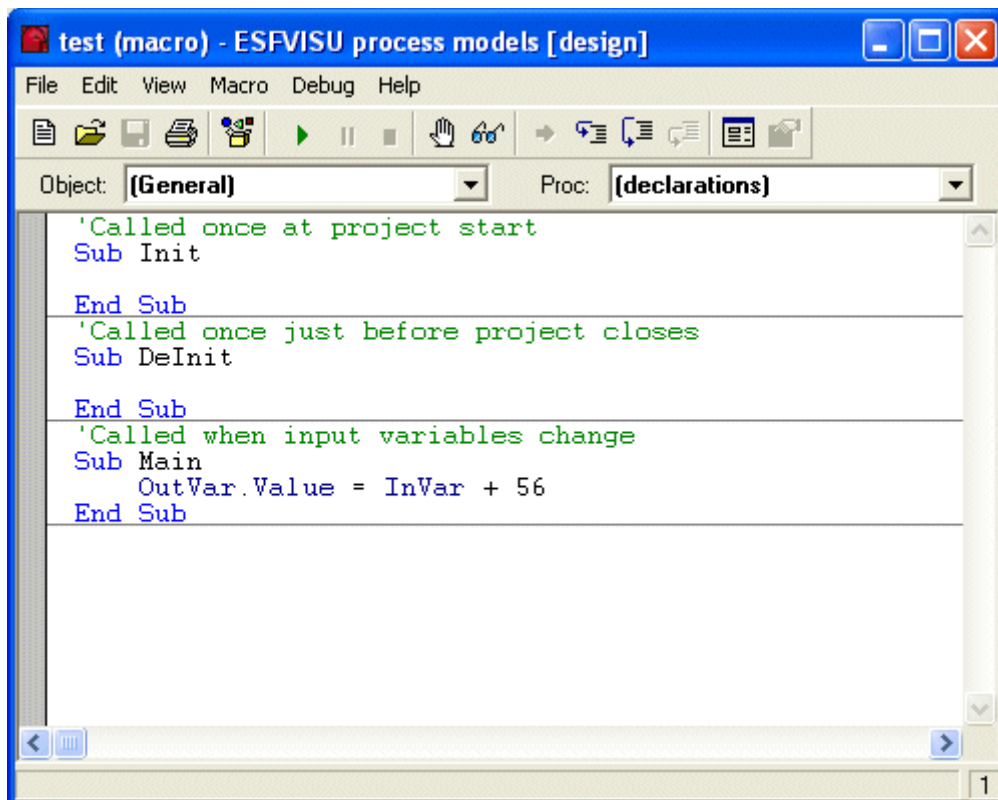 test (macro) - ESFVISU process models [design]
File Edit View Macro Debug Help
Object: (General) Proc: (declarations)
'Called once at project start
Sub Init
End Sub
'Called once just before project closes
Sub DeInit
End Sub
'Called when input variables change
Sub Main
OutVar.Value = InVar + 56
End Sub
1